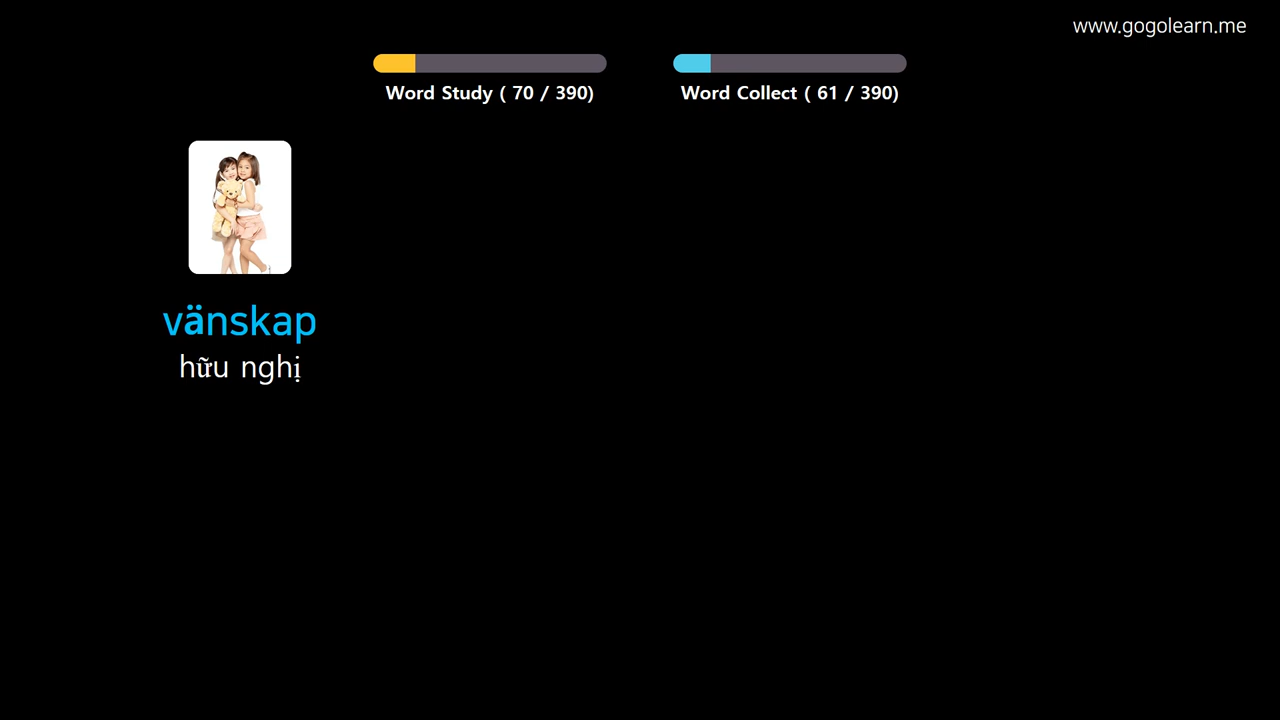 www.gogolearn.me
Word Study ( 70 / 390)
Word Collect ( 61 / 390)
vänskap
hữu nghị